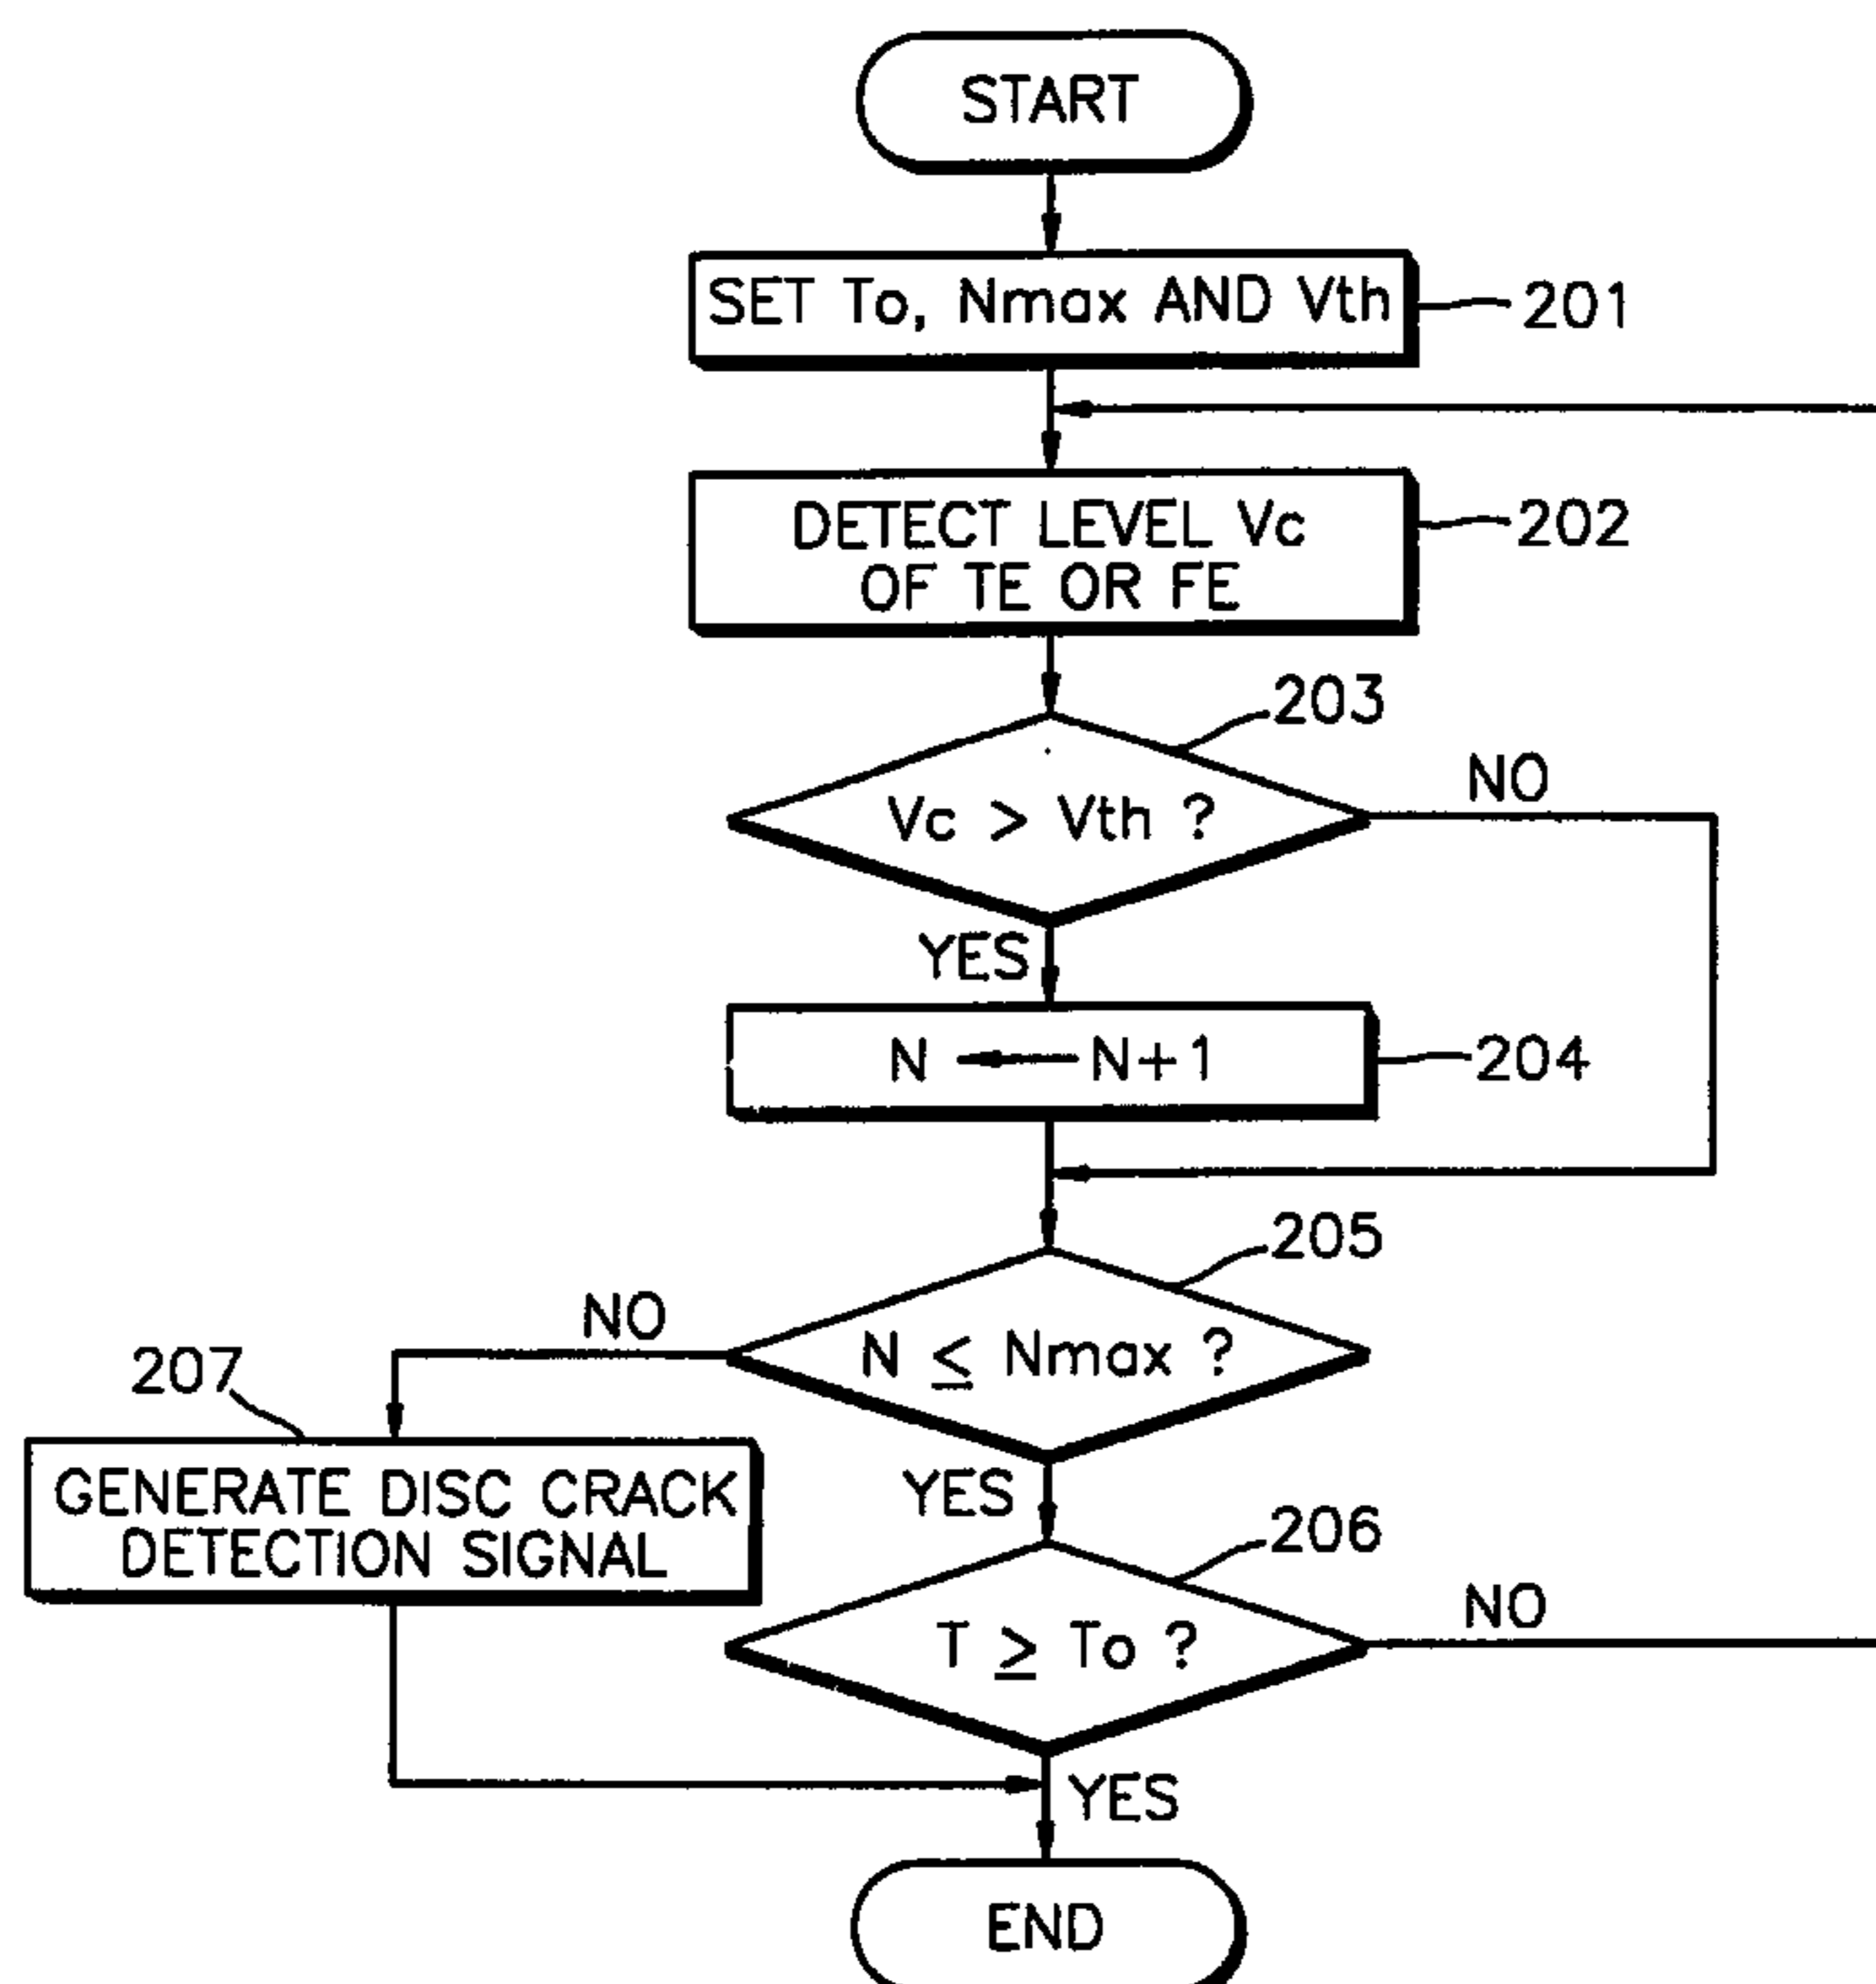 START
SET To, Nmax AND Vth
201
DETECT LEVEL Vc
OF TE OR FE
202
203
Vc > Vth ?
NO
YES
N ← N+1
204
205
NO
N ≤ Nmax ?
207
GENERATE DISC CRACK
DETECTION SIGNAL
YES
206
T ≥ To ?
NO
YES
END